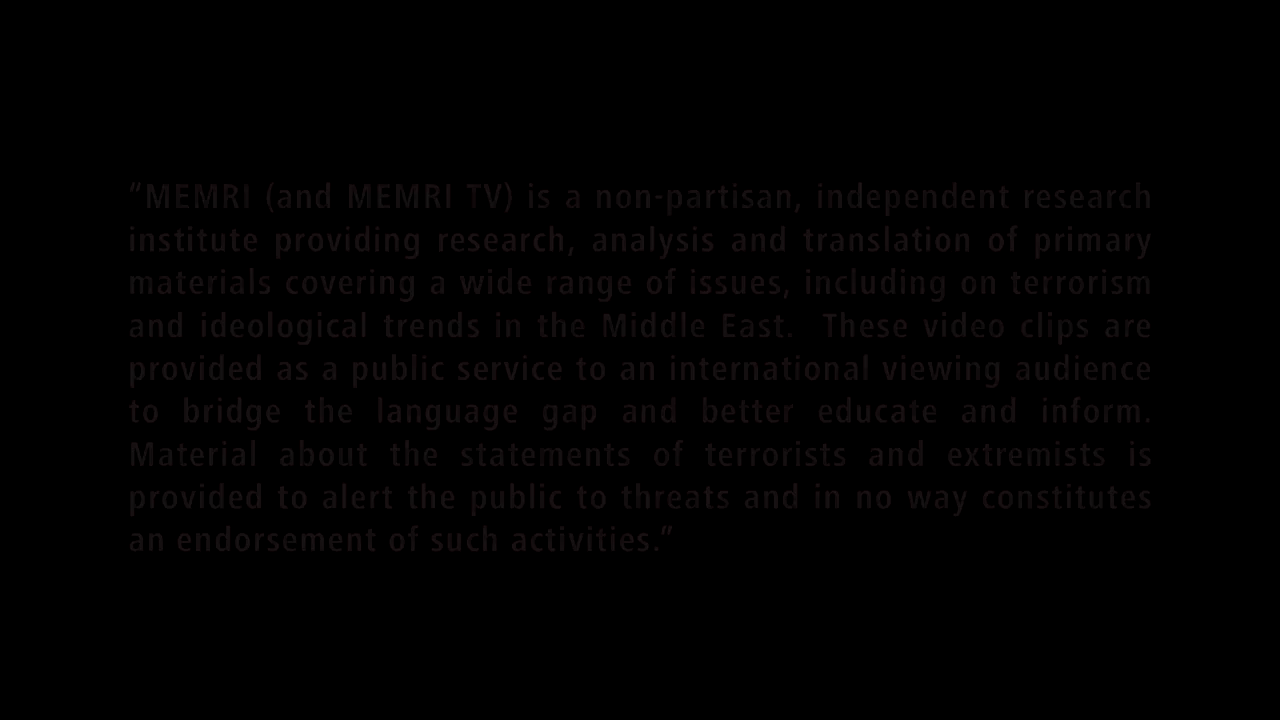 "MEMRI (and MEMRI TV) is a non-partisan, independent research
institute providing research, analysis and translation of primary
materials covering a wide range of issues, including on terrorism
and ideological trends in the Middle East.  These video clips are
provided as a public service to an international viewing audience
to bridge the language gap and better educate and inform.
Material about the statements of terrorists and extremists is
provided to alert the public to threats and in no way constitutes
an endorsement of such activities."